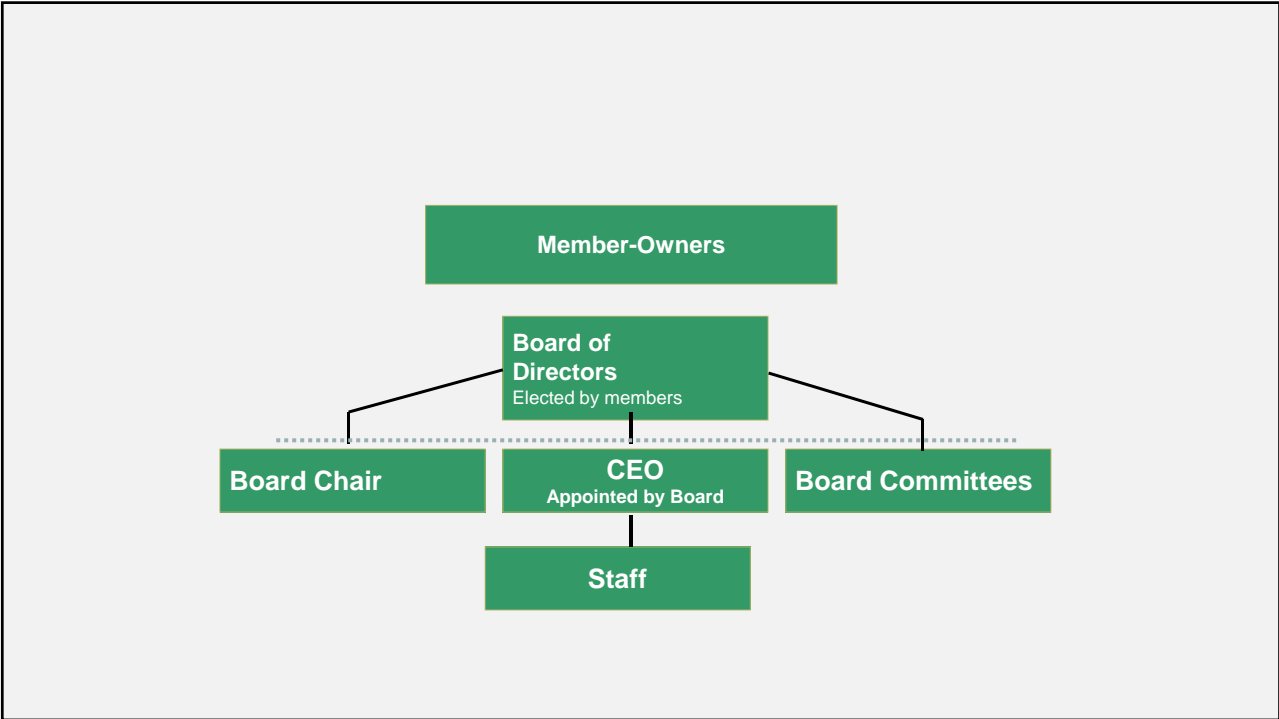 Member-Owners
Board of
Directors
Elected by members
Board Chair
CEO
Appointed by Board
Board Committees
Staff